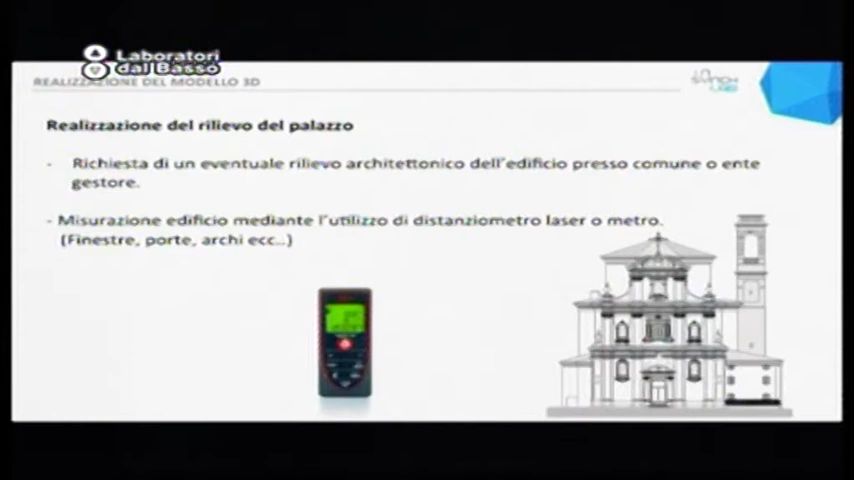 Laboratori
dal Basso
REALIZZAZIONE DEL MODELLO 3D
Realizzazione del rilievo del palazzo
- Richiesta di un eventuale rilievo architettonico dell'edificio presso comune o ente
gestore.
- Misurazione edificio mediante l'utilizzo di distanziometro laser o metro.
(Finestre, porte, archi ecc..)